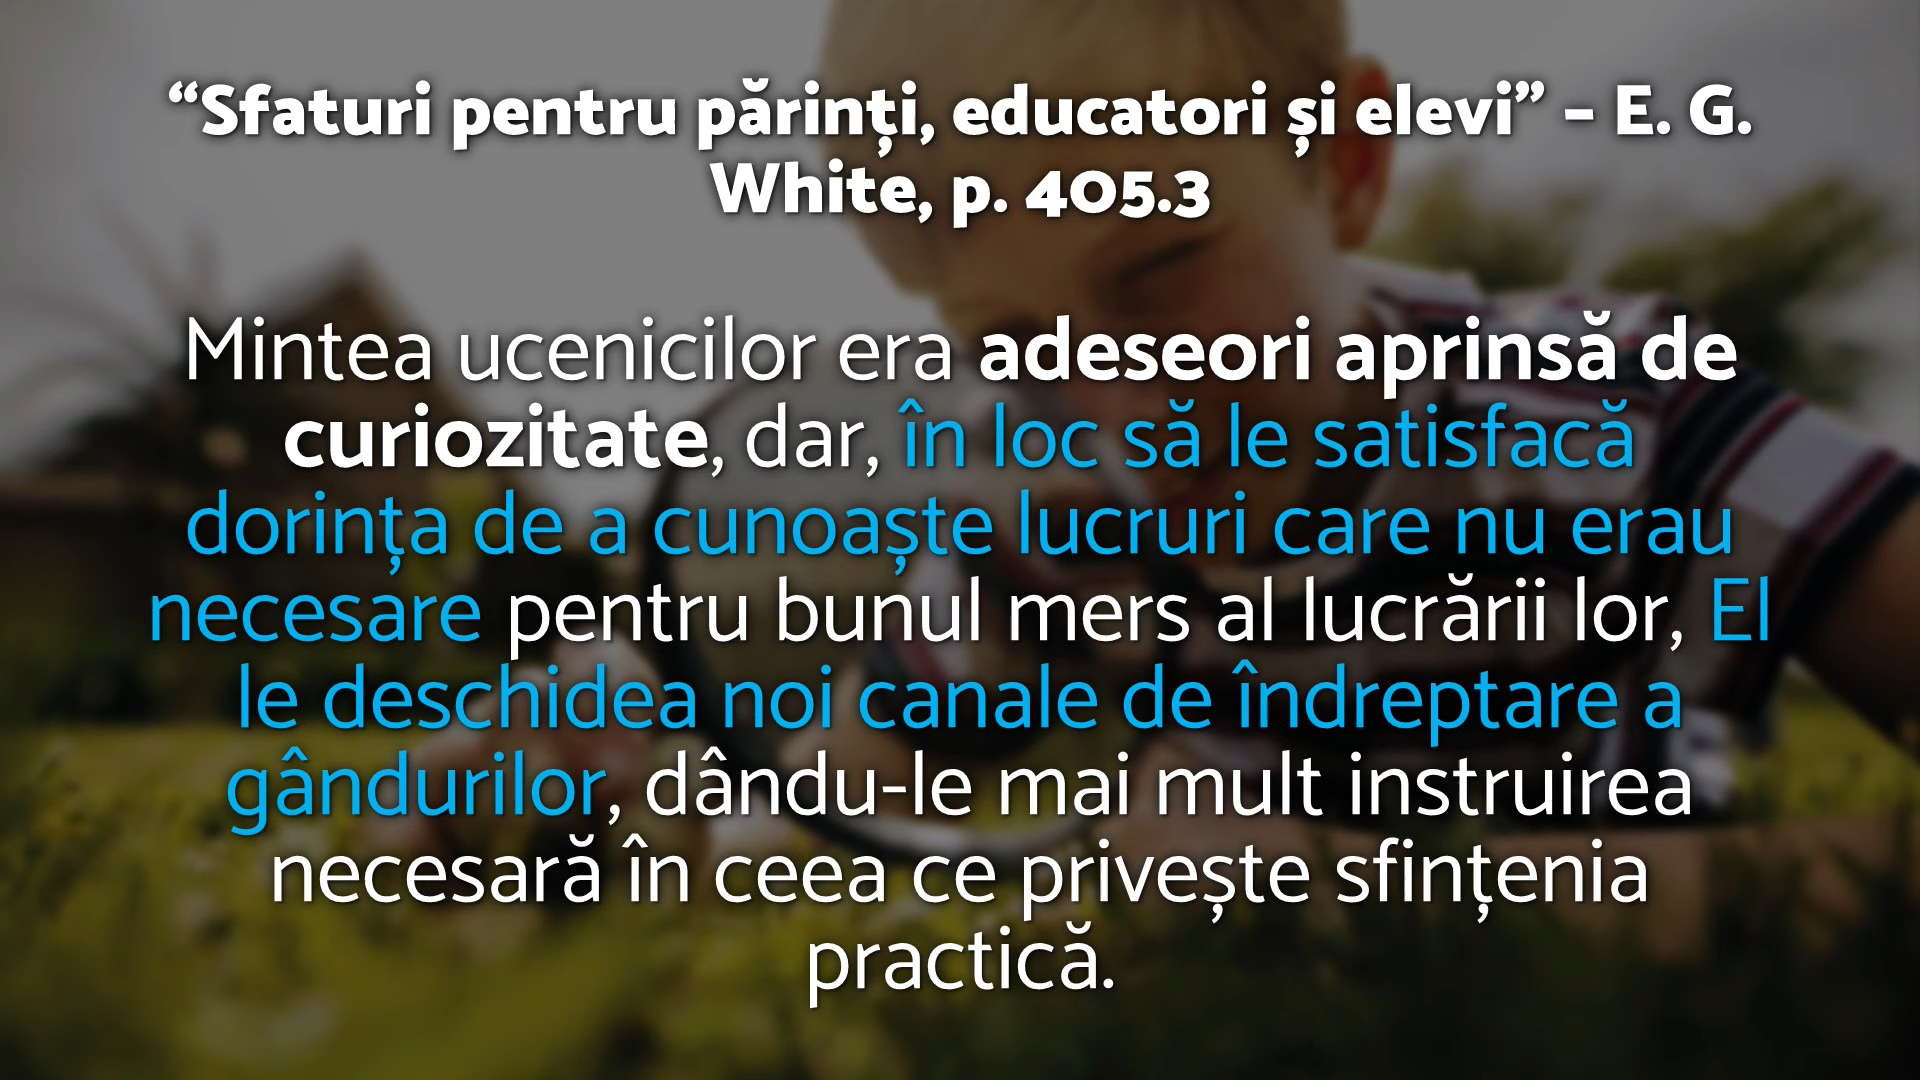 “Sfaturi pentru părinți, educatori și elevi” – E. G.
White, p. 405.3
Mintea ucenicilor era adeseori aprinsă de
curiozitate, dar, în loc să le satisfacă
dorința de a cunoaște lucruri care nu erau
necesare pentru bunul mers al lucrării lor, El
le deschidea noi canale de îndreptare a
gândurilor, dându-le mai mult instruirea
necesară în ceea ce privește sfințenia
practică.